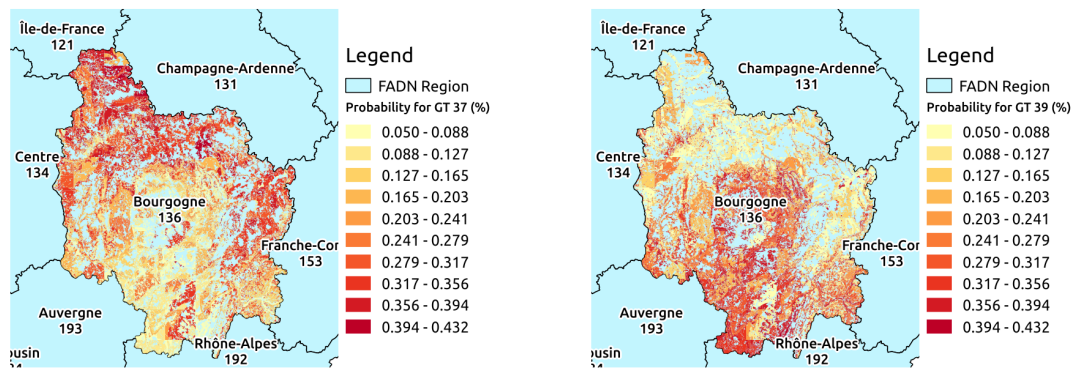 Île-de-France
121
Champagne-Ardenne
131
Centre
134
Bourgogne
136
Franche-Con
153
Auvergne
193
Rhône-Alpes
192
ousin
Legend
FADN Region
Probability for GT 37 (%)
0.050 - 0.088
0.088 - 0.127
0.127 - 0.165
0.165 - 0.203
0.203 - 0.241
0.241 - 0.279
0.279 - 0.317
0.317 - 0.356
0.356 - 0.394
0.394 - 0.432
Île-de-France
121
Champagne-Ardenne
131
Centre
134
Bourgogne
136
Franche-Con
153
Auvergne
193
Rhône-Alpes
192
ousin
Legend
FADN Region
Probability for GT 39 (%)
0.050 - 0.088
0.088 - 0.127
0.127 - 0.165
0.165 - 0.203
0.203 - 0.241
0.241 - 0.279
0.279 - 0.317
0.317 - 0.356
0.356 - 0.394
0.394 - 0.432